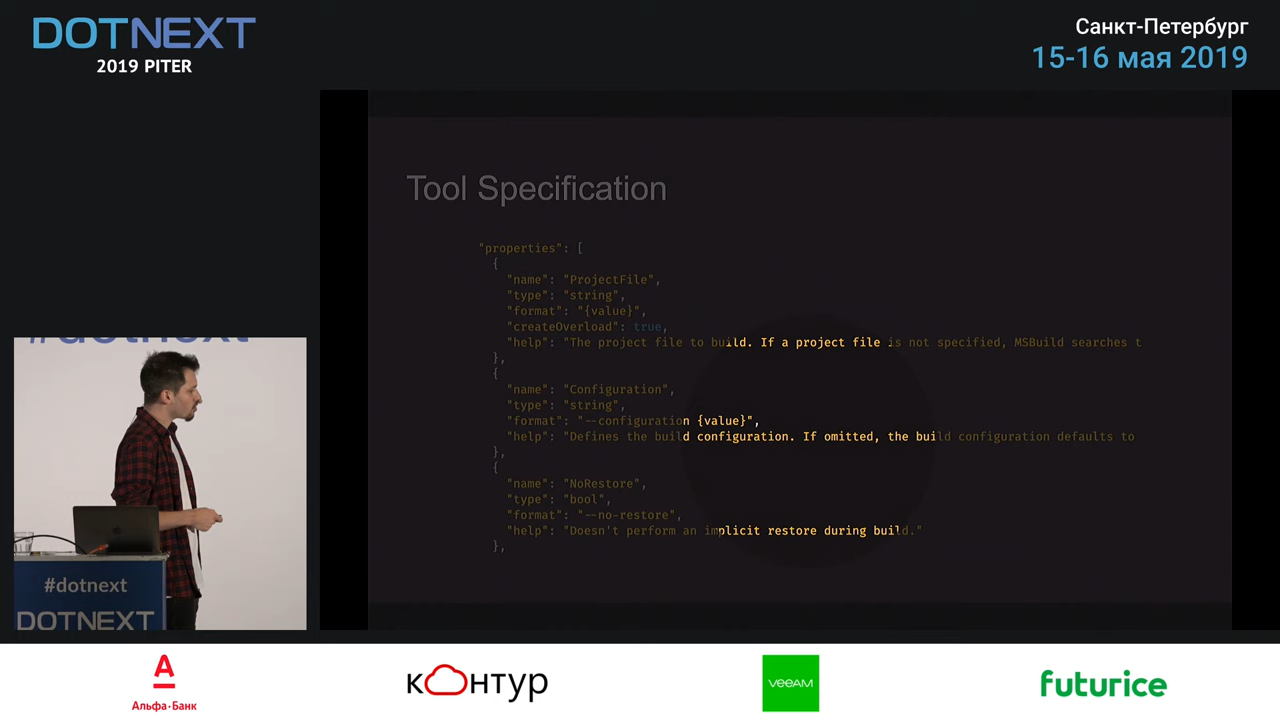 DOTNEXT
2019 PITER
Санкт-Петербург
15-16 мая 2019
Tool Specification
"properties": [
{
"name": "ProjectFile",
"type": "string",
"format": "{value}",
"createOverload": true,
"help": "The project file to build. If a project file is not specified, MSBuild searches t
},
{
"name": "Configuration",
"type": "string",
"format": "--configuration {value}",
"help": "Defines the build configuration. If omitted, the build configuration defaults to
},
{
"name": "NoRestore",
"type": "bool",
"format": "--no-restore",
"help": "Doesn't perform an implicit restore during build."
},
#dotnext
#dotnext
DOTNEXT
А
Альфа·Банк
контур
veeAM
futurice